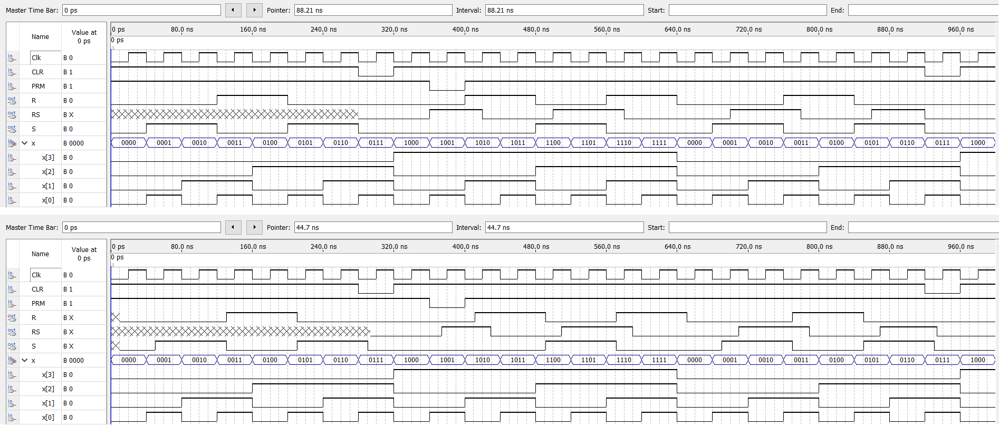 Master Time Bar: 0 ps Pointer: 88.21 ns Interval: 88.21 ns Start: End:
Name Value at 0 ps
0 ps 80.0 ns 160.0 ns 240.0 ns 320.0 ns 400.0 ns 480.0 ns 560.0 ns 640.0 ns 720.0 ns 800.0 ns 880.0 ns 960.0 ns
0 ps
in Clk B 0
in CLR B 1
in PRM B 1
out R B 0
out RS B X
out S B 0
in x B 0000 0000 0001 0010 0011 0100 0101 0110 0111 1000 1001 1010 1011 1100 1101 1110 1111 0000 0001 0010 0011 0100 0101 0110 0111 1000
in x[3] B 0
in x[2] B 0
in x[1] B 0
in x[0] B 0
Master Time Bar: 0 ps Pointer: 44.7 ns Interval: 44.7 ns Start: End:
Name Value at 0 ps
0 ps 80.0 ns 160.0 ns 240.0 ns 320.0 ns 400.0 ns 480.0 ns 560.0 ns 640.0 ns 720.0 ns 800.0 ns 880.0 ns 960.0 ns
0 ps
in Clk B 0
in CLR B 1
in PRM B 1
out R B X
out RS B X
out S B X
in x B 0000 0000 0001 0010 0011 0100 0101 0110 0111 1000 1001 1010 1011 1100 1101 1110 1111 0000 0001 0010 0011 0100 0101 0110 0111 1000
in x[3] B 0
in x[2] B 0
in x[1] B 0
in x[0] B 0